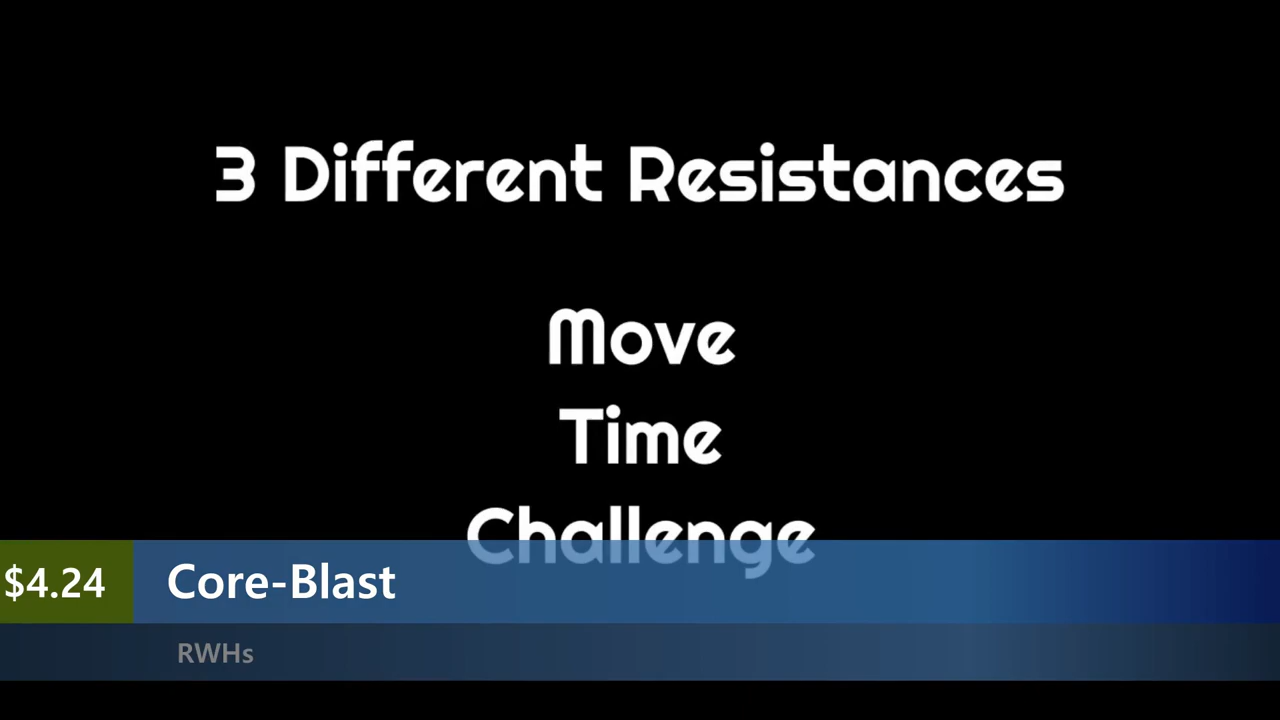 3 Different Resistances
Move
Time
Challenge
$4.24 Core-Blast
RWHs